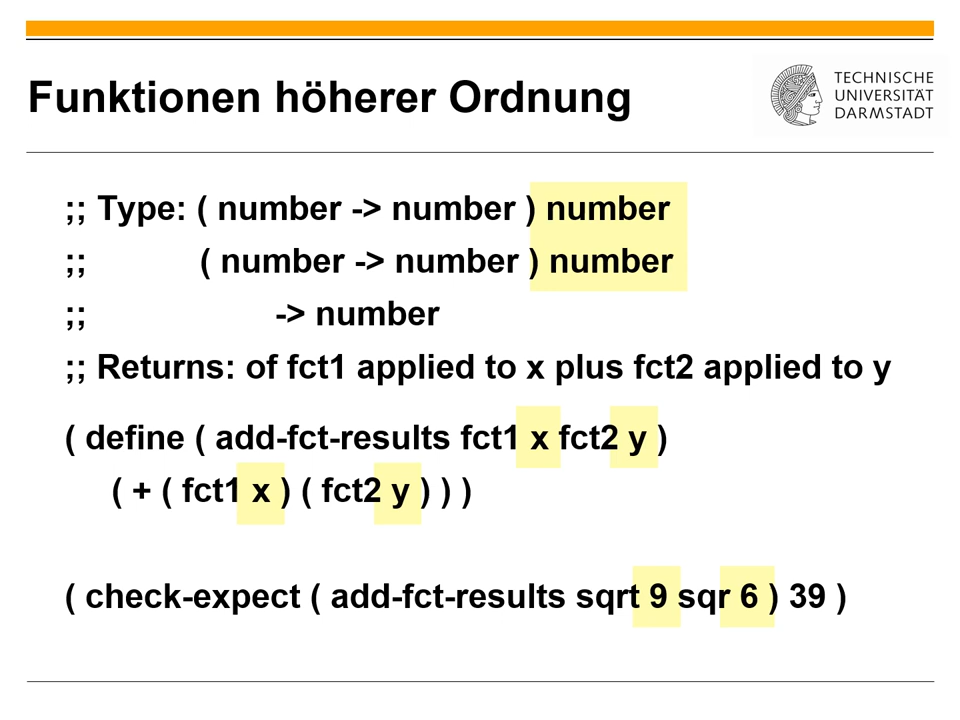 Funktionen höherer Ordnung
TECHNISCHE
UNIVERSITÄT
DARMSTADT
;; Type: ( number -> number ) number
;; ( number -> number ) number
;; -> number
;; Returns: of fct1 applied to x plus fct2 applied to y
( define ( add-fct-results fct1 x fct2 y )
( + ( fct1 x ) ( fct2 y ) ) )
( check-expect ( add-fct-results sqrt 9 sqr 6 ) 39 )